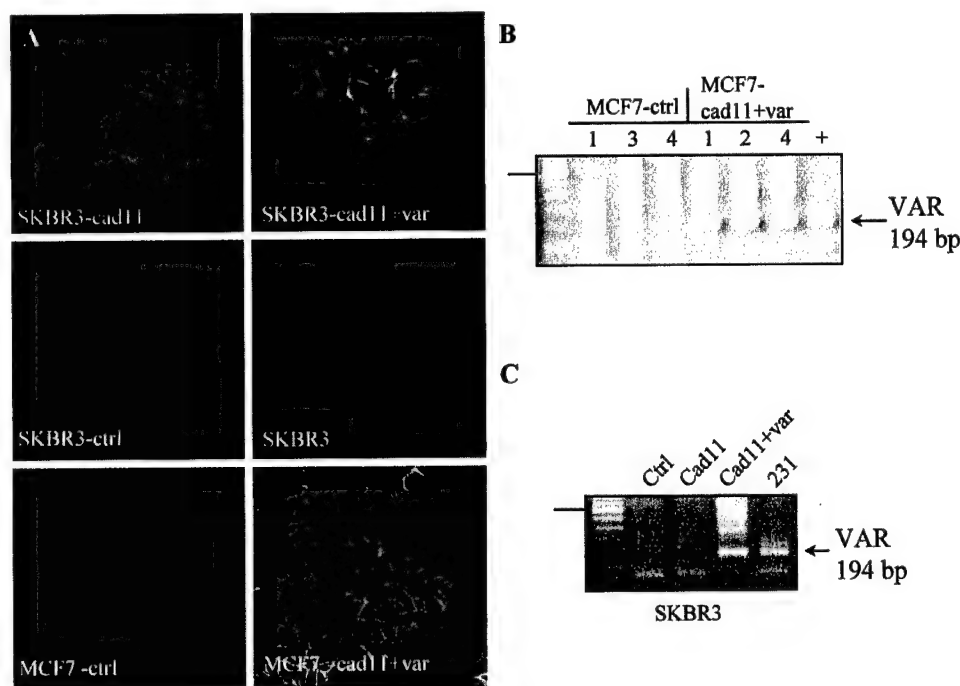 A
SKBR3-cad11
SKBR3-cad11+var
SKBR3-ctrl
SKBR3
MCF7-ctrl
MCF7-cad11+var
B
MCF7-ctrl
MCF7-
cad11+var
1 3 4 1 2 4 +
VAR
194 bp
C
Ctrl
Cad11
Cad11+var
231
VAR
194 bp
SKBR3